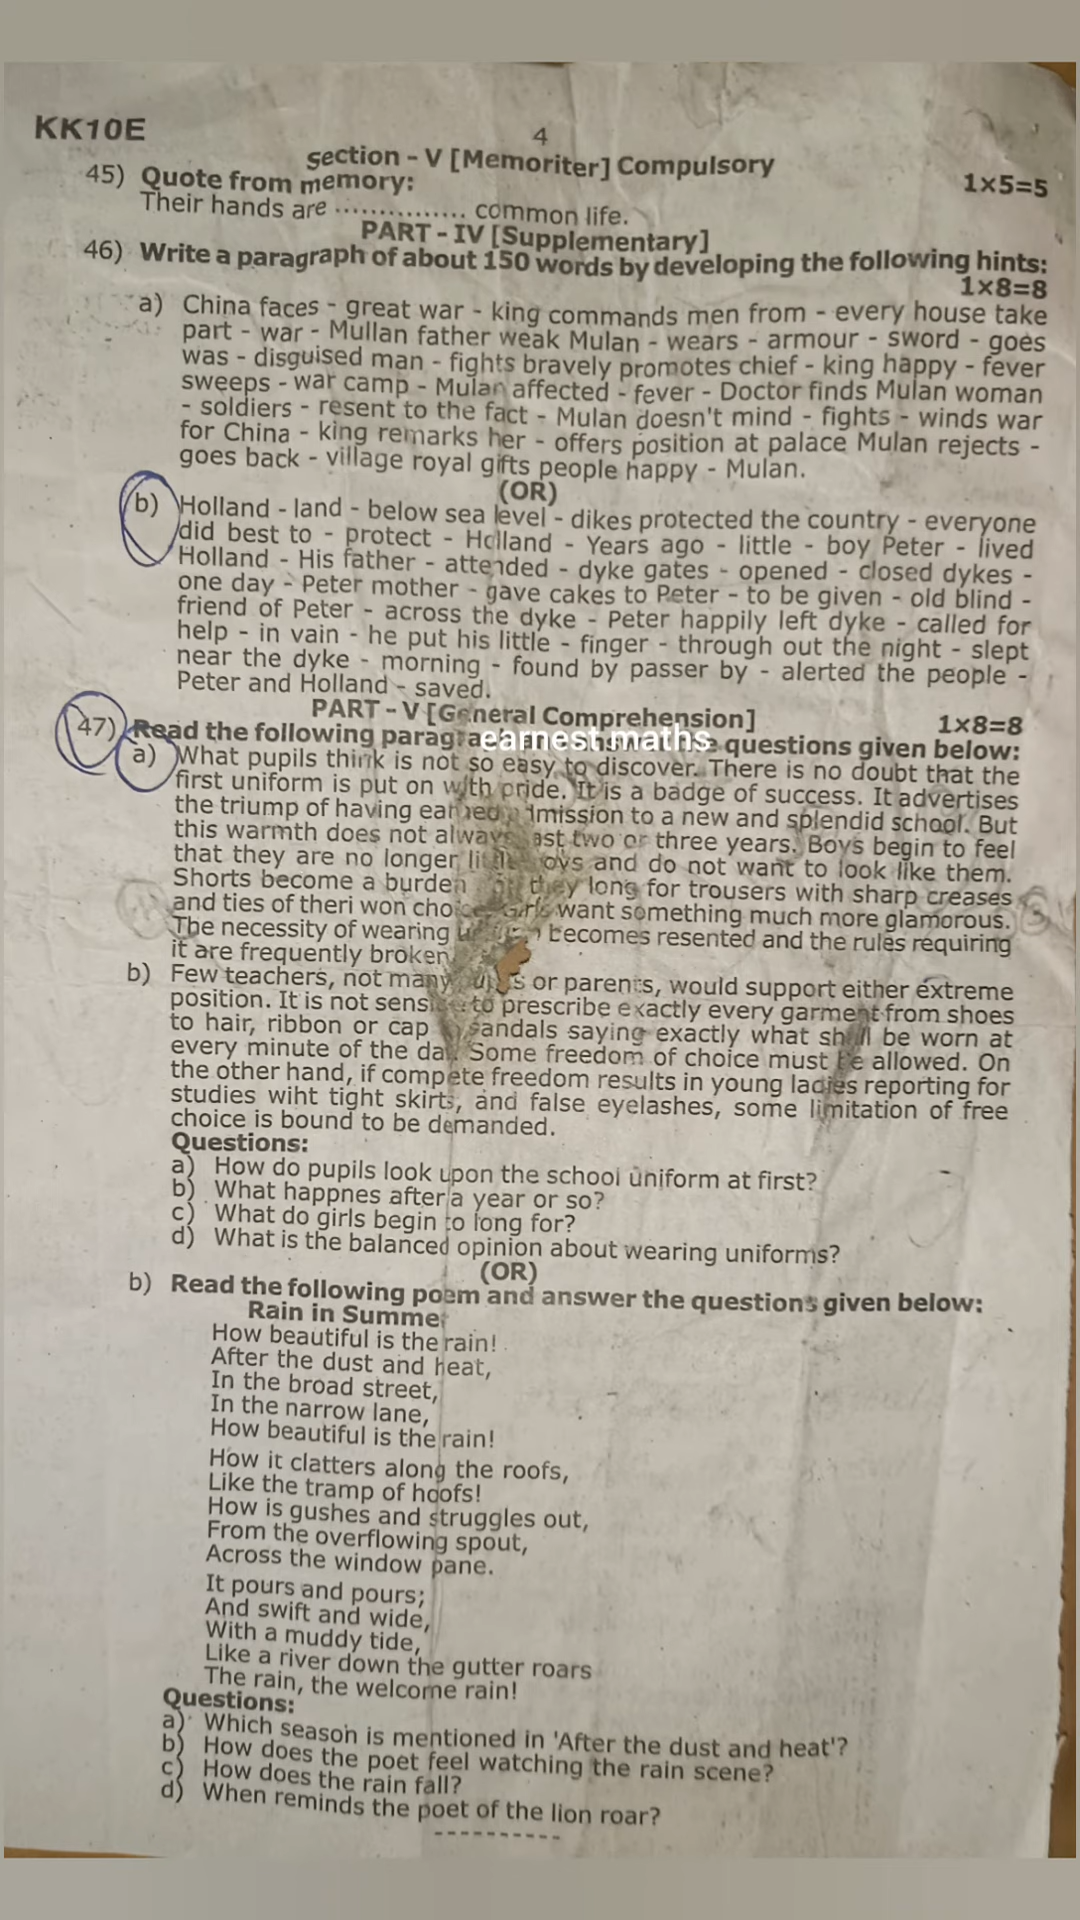 KK10E
4
Section - V [Memoriter] Compulsory
45) Quote from memory: 1x5=5
Their hands are ............... common life.
PART - IV [Supplementary]
46) Write a paragraph of about 150 words by developing the following hints:
1x8=8
a) China faces - great war - king commands men from - every house take
part - war - Mullan father weak Mulan - wears - armour - sword - goes
was - disguised man - fights bravely promotes chief - king happy - fever
sweeps - war camp - Mulan affected - fever - Doctor finds Mulan woman
- soldiers - resent to the fact - Mulan doesn't mind - fights - winds war
for China - king remarks her - offers position at palace Mulan rejects -
goes back - village royal gifts people happy - Mulan.
(OR)
b) Holland - land - below sea level - dikes protected the country - everyone
did best to - protect - Holland - Years ago - little - boy Peter - lived
Holland - His father - attended - dyke gates - opened - closed dykes -
one day - Peter mother - gave cakes to Peter - to be given - old blind -
friend of Peter - across the dyke - Peter happily left dyke - called for
help - in vain - he put his little - finger - through out the night - slept
near the dyke - morning - found by passer by - alerted the people -
Peter and Holland - saved.
PART - V [General Comprehension] 1x8=8
47) Read the following questions given below:
earnest maths
a) What pupils think is not so easy to discover. There is no doubt that the
first uniform is put on with pride. It is a badge of success. It advertises
the triump of having earned admission to a new and splendid school. But
this warmth does not always last two or three years. Boys begin to feel
that they are no longer little boys and do not want to look like them.
Shorts become a burden they long for trousers with sharp creases
and ties of theri won choice. Girls want something much more glamorous.
The necessity of wearing becomes resented and the rules requiring
it are frequently broken
b) Few teachers, not many or parents, would support either extreme
position. It is not sensible to prescribe exactly every garment from shoes
to hair, ribbon or cap sandals saying exactly what shall be worn at
every minute of the day. Some freedom of choice must be allowed. On
the other hand, if compete freedom results in young ladies reporting for
studies wiht tight skirts, and false eyelashes, some limitation of free
choice is bound to be demanded.
Questions:
a) How do pupils look upon the school uniform at first?
b) What happnes after a year or so?
c) What do girls begin to long for?
d) What is the balanced opinion about wearing uniforms?
(OR)
b) Read the following poem and answer the questions given below:
Rain in Summer
How beautiful is the rain!
After the dust and heat,
In the broad street,
In the narrow lane,
How beautiful is the rain!
How it clatters along the roofs,
Like the tramp of hoofs!
How is gushes and struggles out,
From the overflowing spout,
Across the window pane.
It pours and pours;
And swift and wide,
With a muddy tide,
Like a river down the gutter roars
The rain, the welcome rain!
Questions:
a) Which season is mentioned in 'After the dust and heat'?
b) How does the poet feel watching the rain scene?
c) How does the rain fall?
d) When reminds the poet of the lion roar?
----------